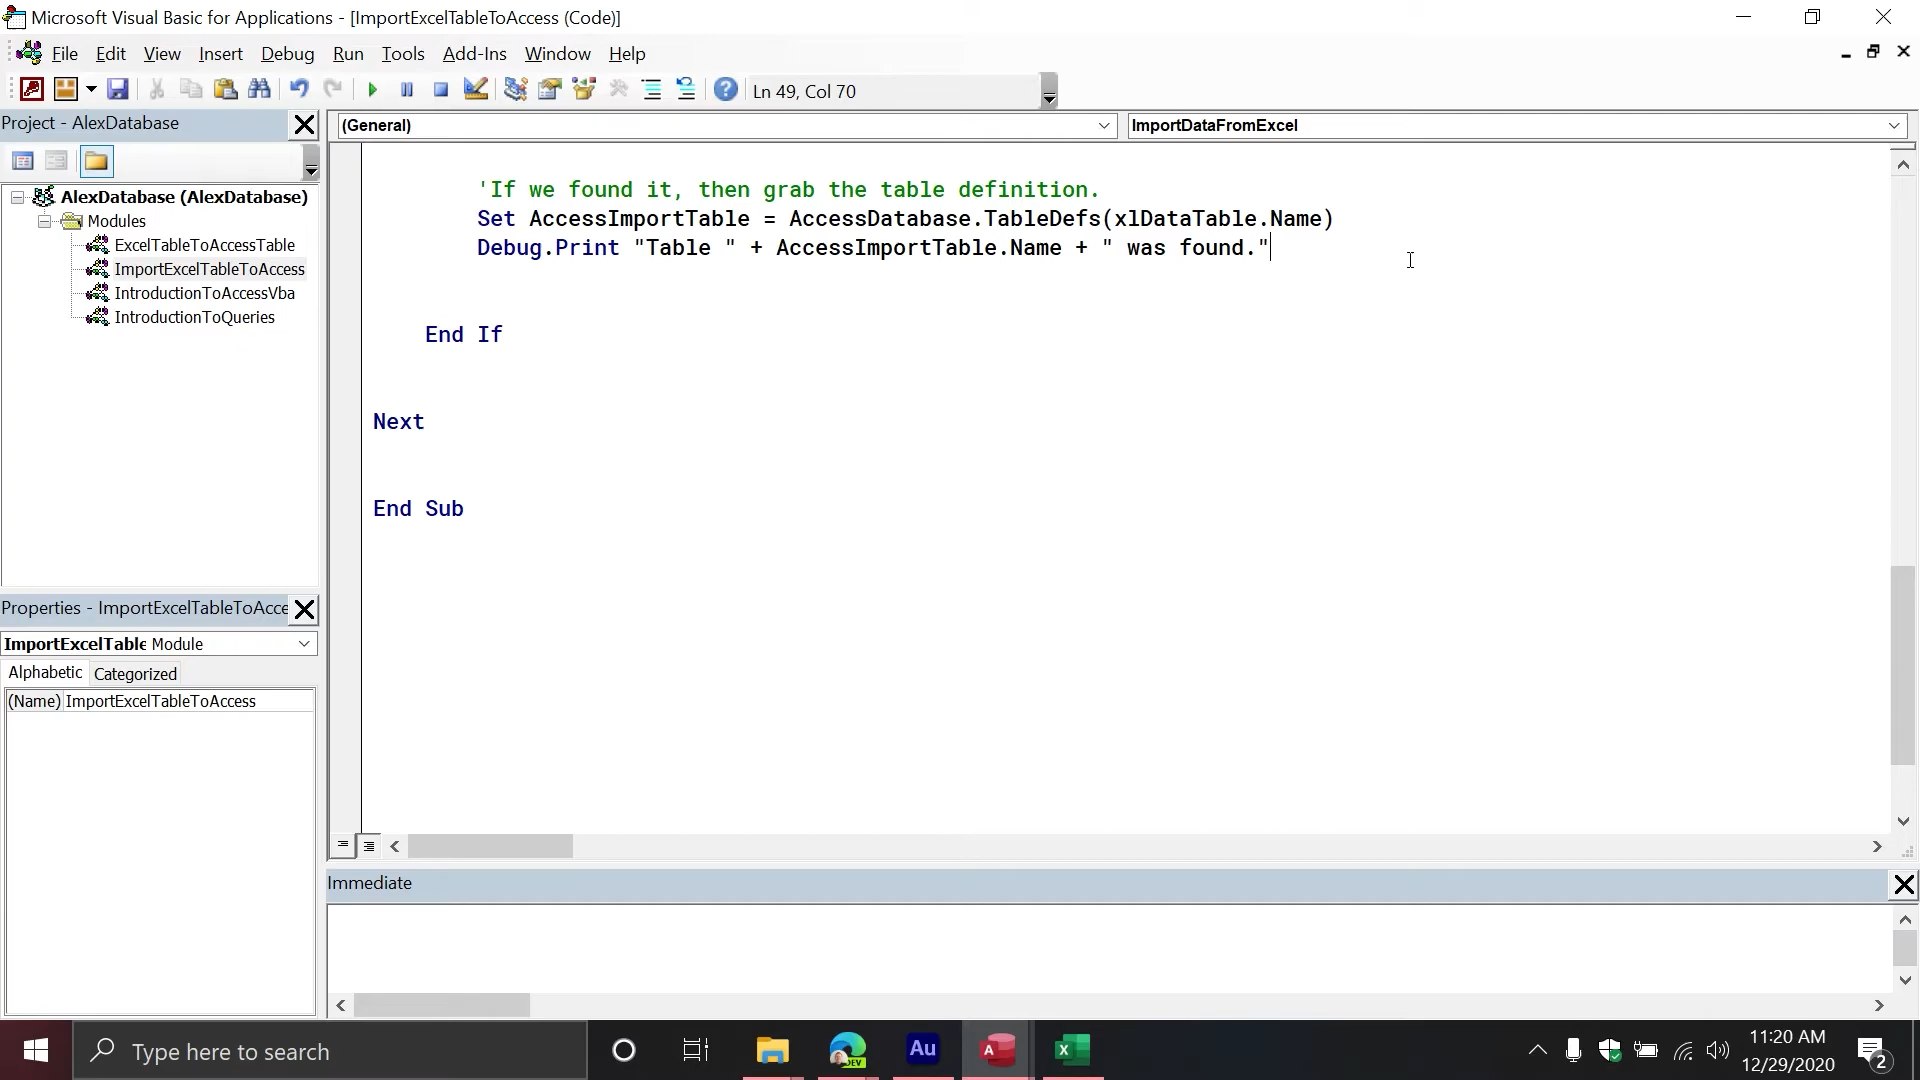 Microsoft Visual Basic for Applications - [ImportExcelTableToAccess (Code)]
File Edit View Insert Debug Run Tools Add-Ins Window Help
Ln 49, Col 70
Project - AlexDatabase
(General)
ImportDataFromExcel
AlexDatabase (AlexDatabase)
Modules
ExcelTableToAccessTable
ImportExcelTableToAccess
IntroductionToAccessVba
IntroductionToQueries
'If we found it, then grab the table definition.
Set AccessImportTable = AccessDatabase.TableDefs(xlDataTable.Name)
Debug.Print "Table " + AccessImportTable.Name + " was found."
End If
Next
End Sub
Properties - ImportExcelTableToAcce
ImportExcelTable Module
Alphabetic Categorized
(Name) ImportExcelTableToAccess
Immediate
Type here to search
DEV
Au
A
X
11:20 AM
12/29/2020
2